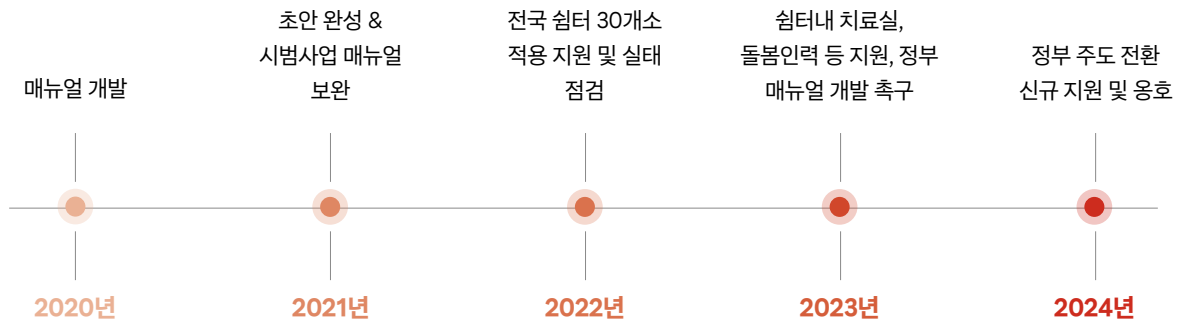 매뉴얼 개발
초안 완성 &
시범사업 매뉴얼
보완
전국 쉼터 30개소
적용 지원 및 실태
점검
쉼터내 치료실,
돌봄인력 등 지원, 정부
매뉴얼 개발 촉구
정부 주도 전환
신규 지원 및 옹호
2020년
2021년
2022년
2023년
2024년